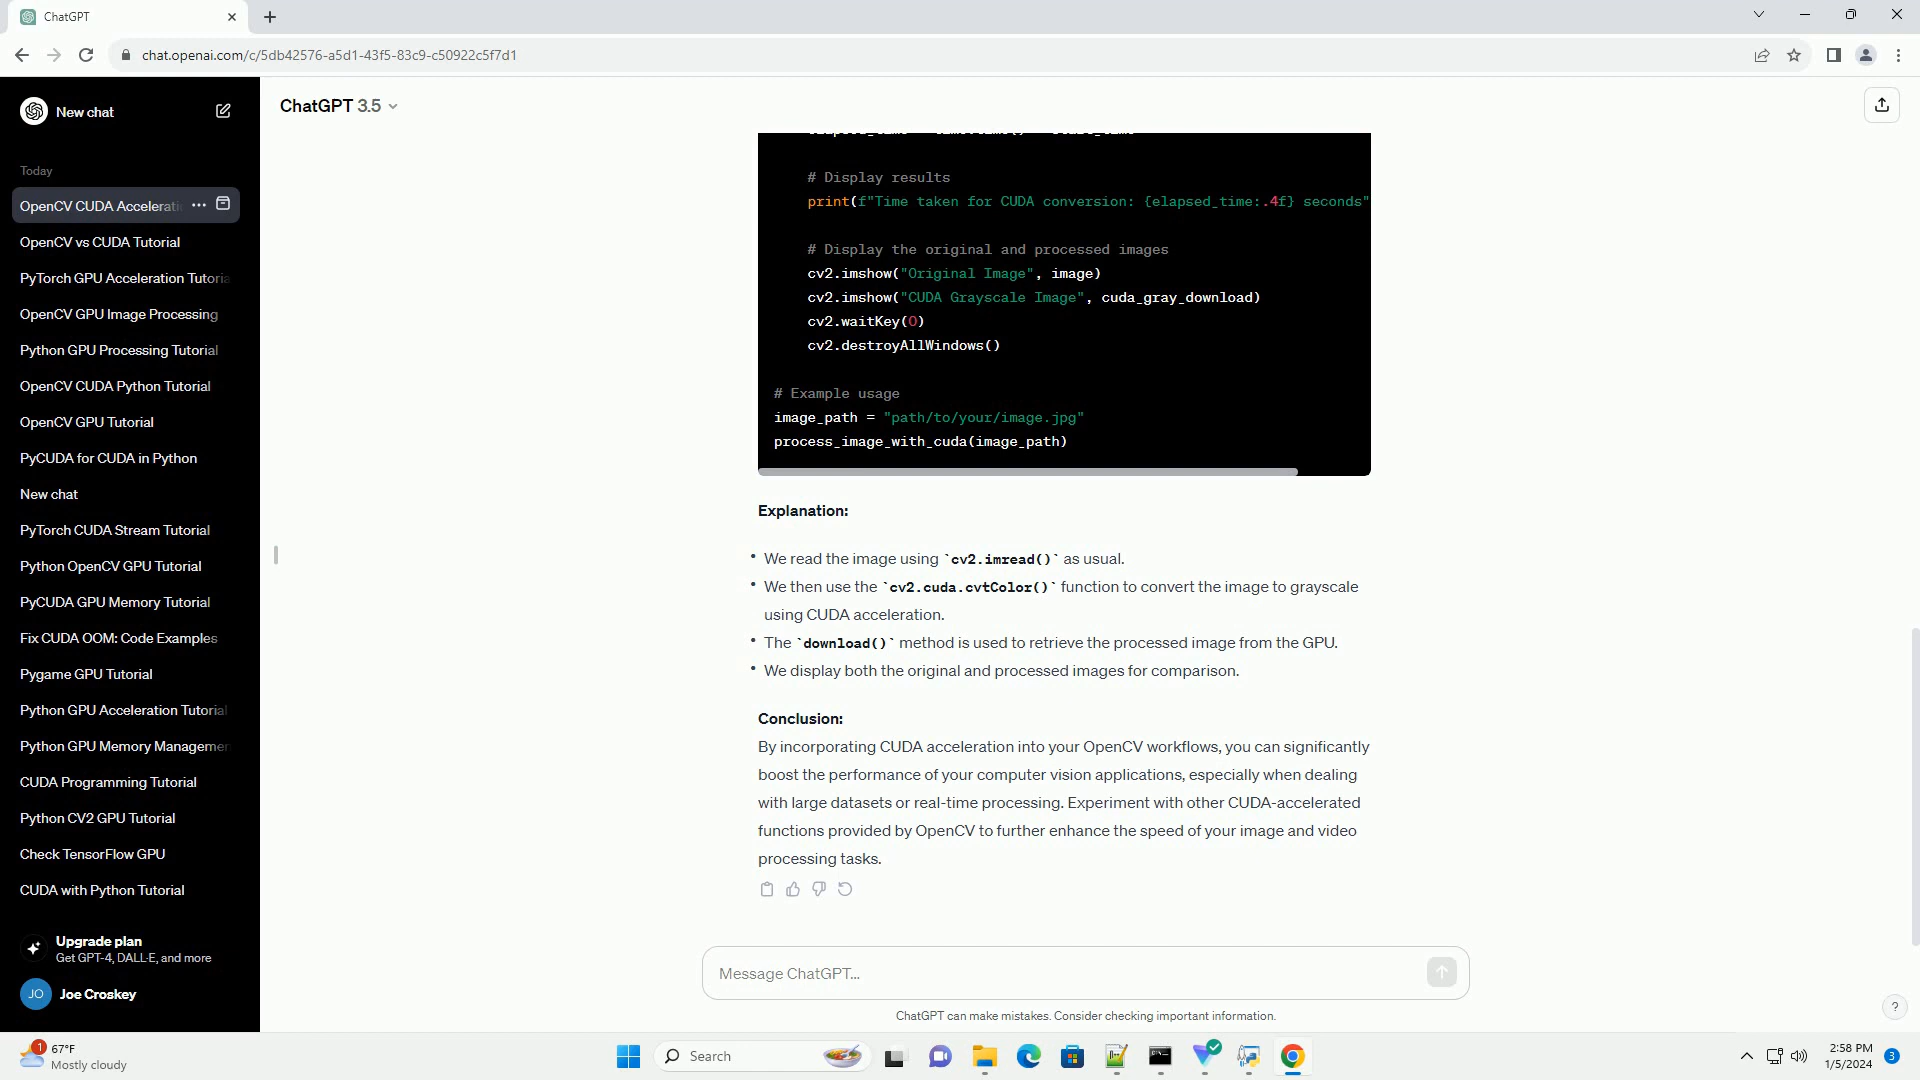 ChatGPT
chat.openai.com/c/5db42576-a5d1-43f5-83c9-c50922c5f7d1
New chat
ChatGPT 3.5
Today
OpenCV CUDA Accelerati
OpenCV vs CUDA Tutorial
PyTorch GPU Acceleration Tutoria
OpenCV GPU Image Processing
Python GPU Processing Tutorial
OpenCV CUDA Python Tutorial
OpenCV GPU Tutorial
PyCUDA for CUDA in Python
New chat
PyTorch CUDA Stream Tutorial
Python OpenCV GPU Tutorial
PyCUDA GPU Memory Tutorial
Fix CUDA OOM: Code Examples
Pygame GPU Tutorial
Python GPU Acceleration Tutorial
Python GPU Memory Managemen
CUDA Programming Tutorial
Python CV2 GPU Tutorial
Check TensorFlow GPU
CUDA with Python Tutorial
Upgrade plan
Get GPT-4, DALL·E, and more
JO
Joe Croskey
# Display results
print(f"Time taken for CUDA conversion: {elapsed_time:.4f} seconds"
# Display the original and processed images
cv2.imshow("Original Image", image)
cv2.imshow("CUDA Grayscale Image", cuda_gray_download)
cv2.waitKey(0)
cv2.destroyAllWindows()
# Example usage
image_path = "path/to/your/image.jpg"
process_image_with_cuda(image_path)
Explanation:
• We read the image using `cv2.imread()` as usual.
• We then use the `cv2.cuda.cvtColor()` function to convert the image to grayscale
using CUDA acceleration.
• The `download()` method is used to retrieve the processed image from the GPU.
• We display both the original and processed images for comparison.
Conclusion:
By incorporating CUDA acceleration into your OpenCV workflows, you can significantly
boost the performance of your computer vision applications, especially when dealing
with large datasets or real-time processing. Experiment with other CUDA-accelerated
functions provided by OpenCV to further enhance the speed of your image and video
processing tasks.
Message ChatGPT...
ChatGPT can make mistakes. Consider checking important information.
?
1
67°F
Mostly cloudy
Search
2:58 PM
1/5/2024
3